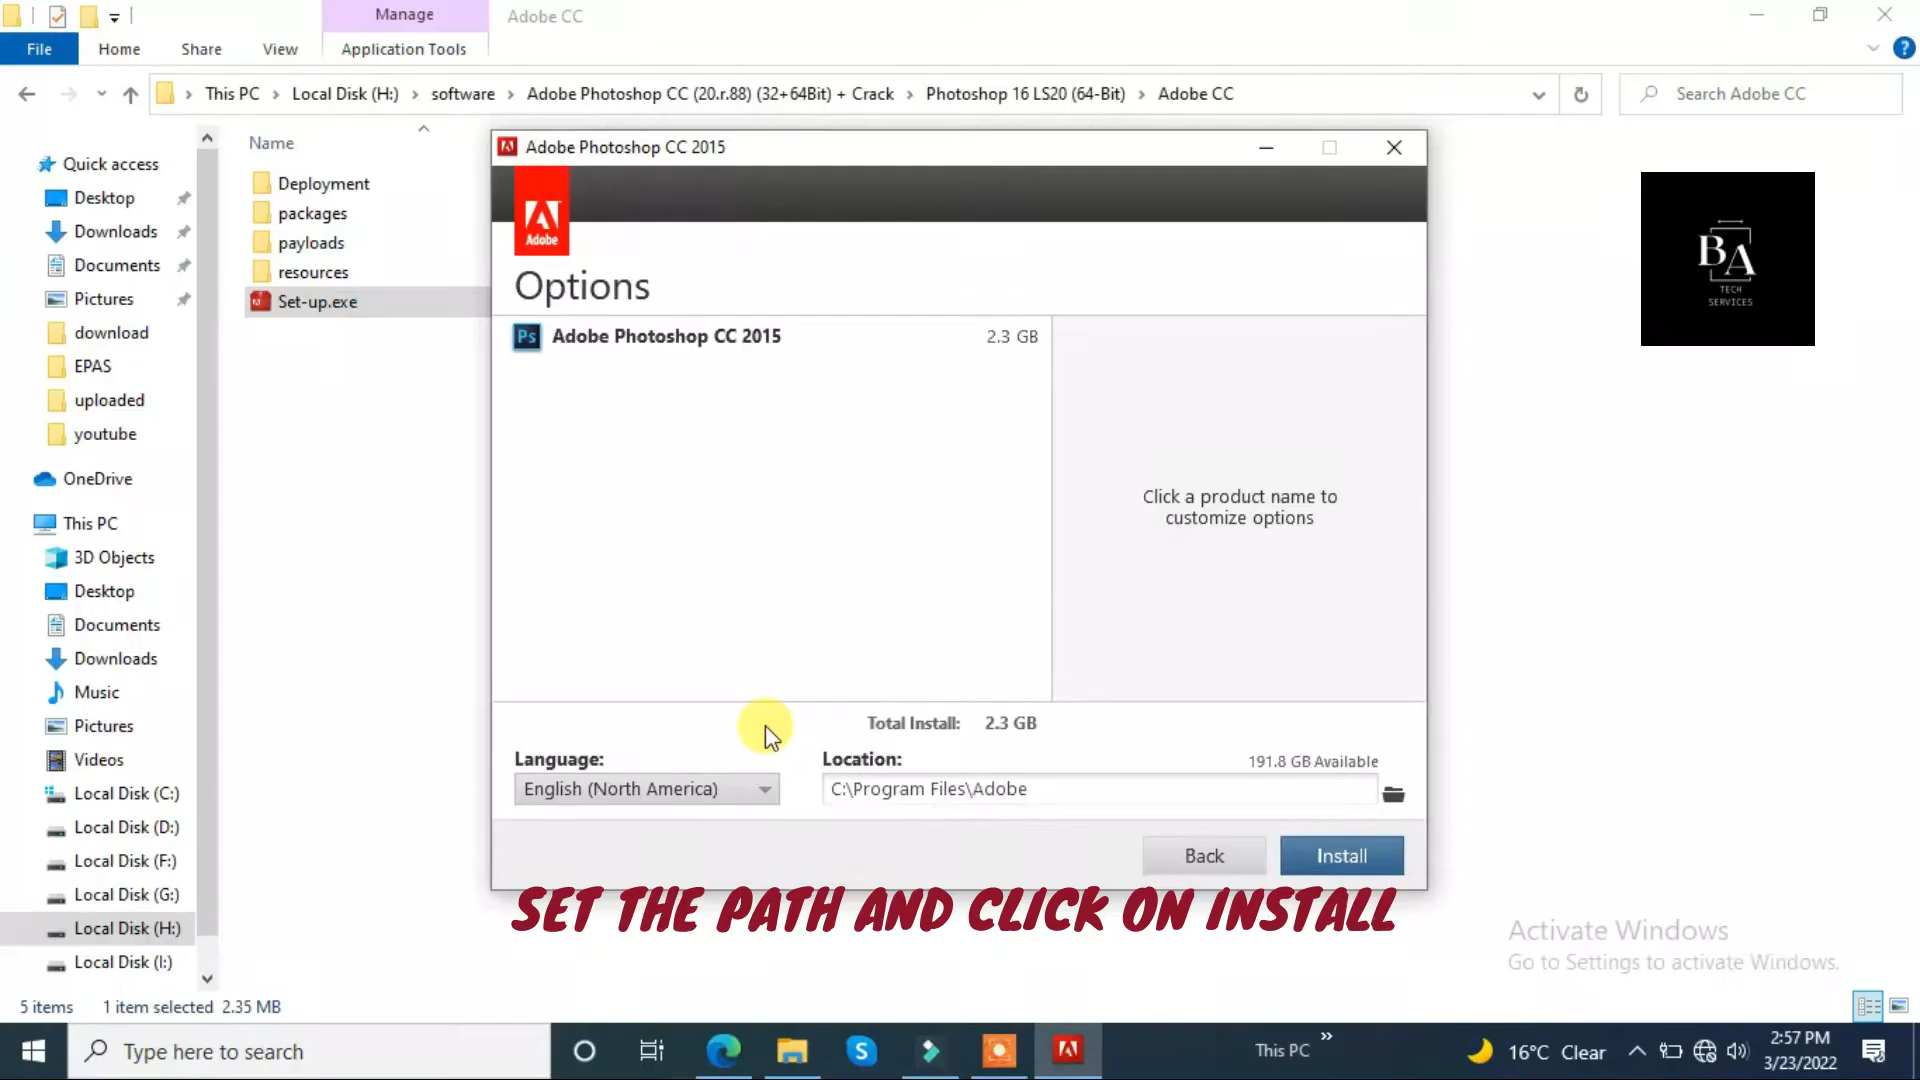 Manage
Adobe CC
File
Home
Share
View
Application Tools
?
This PC > Local Disk (H:) > software > Adobe Photoshop CC (20.r.88) (32+64Bit) + Crack > Photoshop 16 LS20 (64-Bit) > Adobe CC
Search Adobe CC
Quick access
Desktop
Downloads
Documents
Pictures
download
EPAS
uploaded
youtube
OneDrive
This PC
3D Objects
Desktop
Documents
Downloads
Music
Pictures
Videos
Local Disk (C:)
Local Disk (D:)
Local Disk (F:)
Local Disk (G:)
Local Disk (H:)
Local Disk (I:)
Name
Deployment
packages
payloads
resources
Set-up.exe
Adobe Photoshop CC 2015
Adobe
Options
Ps
Adobe Photoshop CC 2015
2.3 GB
Click a product name to
customize options
Total Install: 2.3 GB
Language:
English (North America)
Location:
191.8 GB Available
C:\Program Files\Adobe
Back
Install
BA
TECH
SERVICES
SET THE PATH AND CLICK ON INSTALL
Activate Windows
Go to Settings to activate Windows.
5 items
1 item selected 2.35 MB
Type here to search
S
This PC
16°C Clear
2:57 PM
3/23/2022